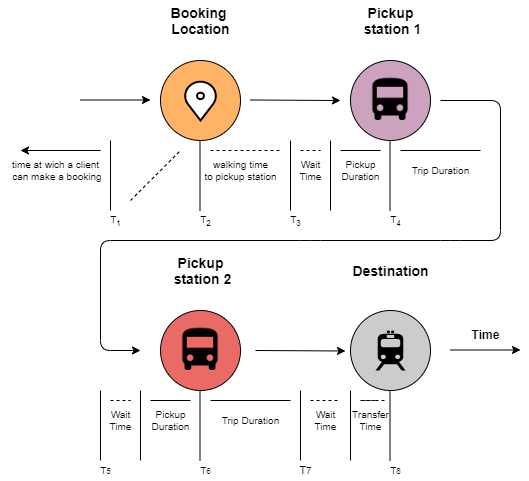 Booking
Location
Pickup
station 1
time at wich a client
can make a booking
walking time
to pickup station
Wait
Time
Pickup
Duration
Trip Duration
T1
T2
T3
T4
Pickup
station 2
Destination
Time
Wait
Time
Pickup
Duration
Trip Duration
Wait
Time
Transfer
Time
T5
T6
T7
T8